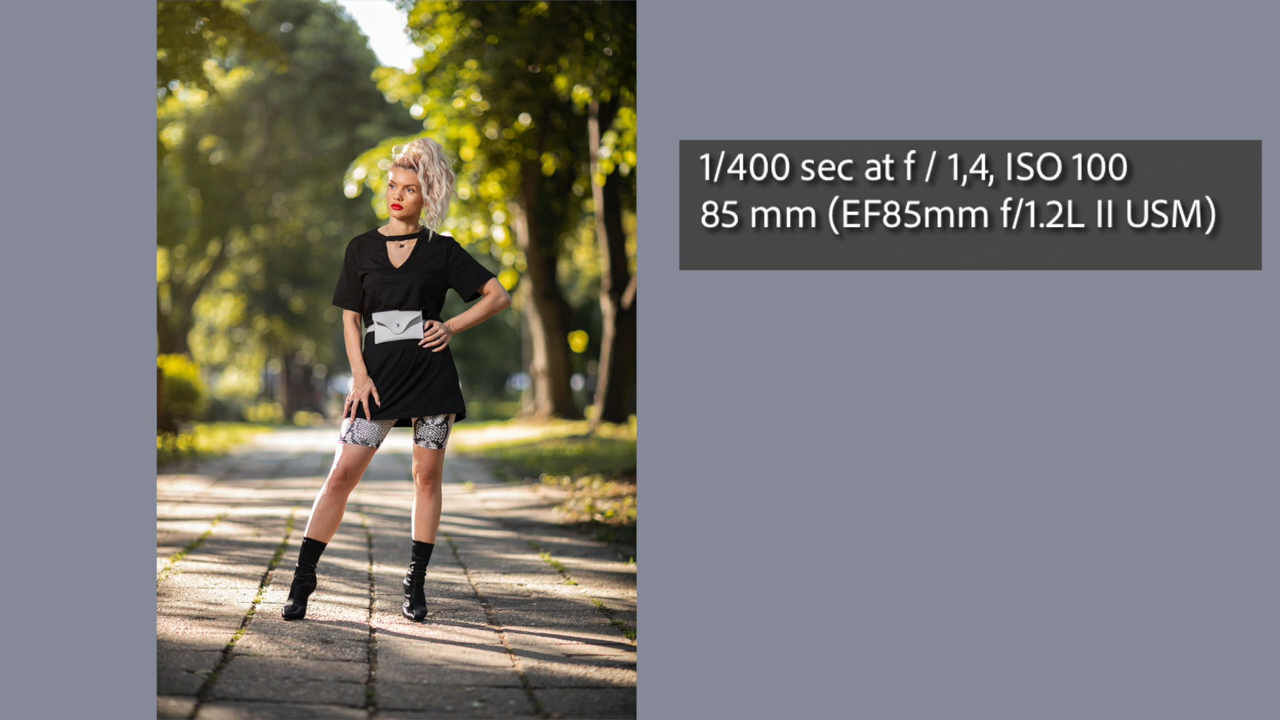 1/400 sec at f / 1,4, ISO 100
85 mm (EF85mm f/1.2L II USM)